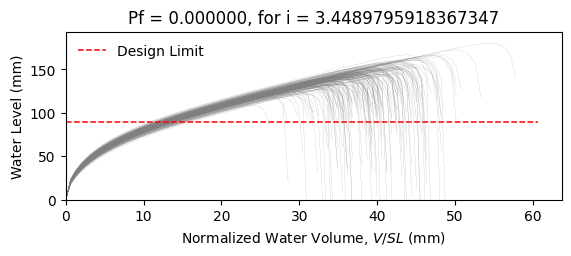 Pf = 0.000000, for i = 3.4489795918367347
Design Limit
Water Level (mm)
150
100
50
0
0 10 20 30 40 50 60
Normalized Water Volume, V/SL (mm)